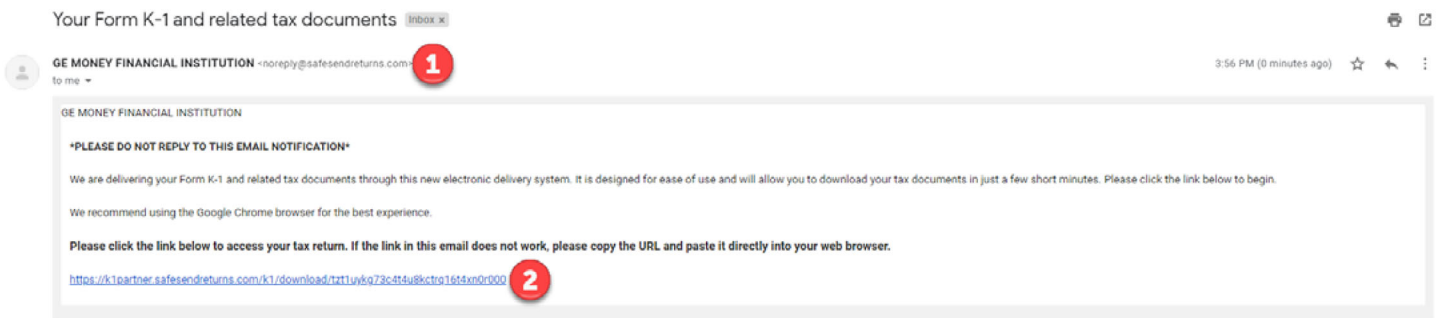 Your Form K-1 and related tax documents Inbox x
GE MONEY FINANCIAL INSTITUTION <noreply@safesendreturns.com> 1 3:56 PM (0 minutes ago)
to me
GE MONEY FINANCIAL INSTITUTION
*PLEASE DO NOT REPLY TO THIS EMAIL NOTIFICATION*
We are delivering your Form K-1 and related tax documents through this new electronic delivery system. It is designed for ease of use and will allow you to download your tax documents in just a few short minutes. Please click the link below to begin.
We recommend using the Google Chrome browser for the best experience.
Please click the link below to access your tax return. If the link in this email does not work, please copy the URL and paste it directly into your web browser.
https://k1partner.safesendreturns.com/k1/download/tzt1uykg73c4t4u8kctrq16t4xn0r000 2